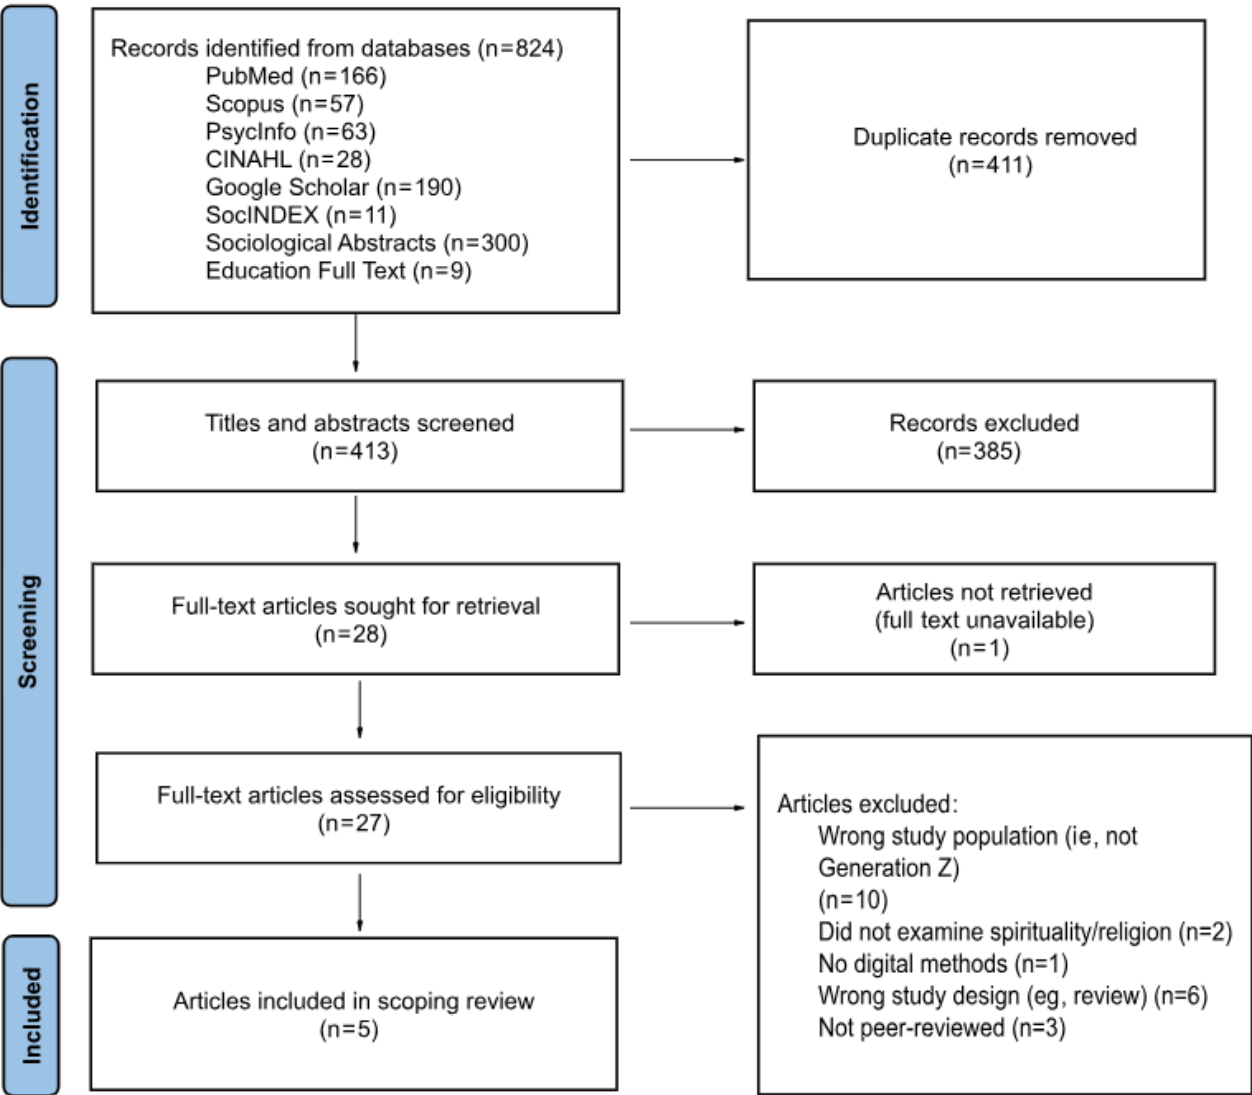 Identification
Records identified from databases (n=824)
PubMed (n=166)
Scopus (n=57)
PsycInfo (n=63)
CINAHL (n=28)
Google Scholar (n=190)
SocINDEX (n=11)
Sociological Abstracts (n=300)
Education Full Text (n=9)
Duplicate records removed
(n=411)
Screening
Titles and abstracts screened
(n=413)
Records excluded
(n=385)
Full-text articles sought for retrieval
(n=28)
Articles not retrieved
(full text unavailable)
(n=1)
Full-text articles assessed for eligibility
(n=27)
Articles excluded:
Wrong study population (ie, not
Generation Z)
(n=10)
Did not examine spirituality/religion (n=2)
No digital methods (n=1)
Wrong study design (eg, review) (n=6)
Not peer-reviewed (n=3)
Included
Articles included in scoping review
(n=5)